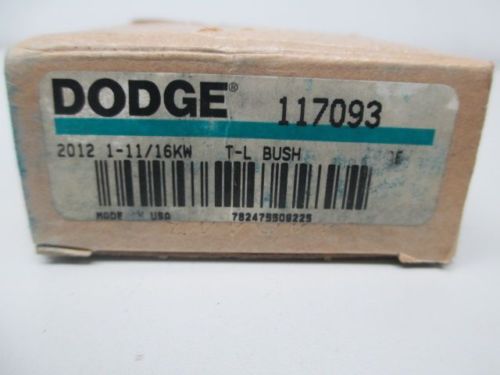 DODGE® 117093
2012 1-11/16KW T-L BUSH
MADE USA 782475508225